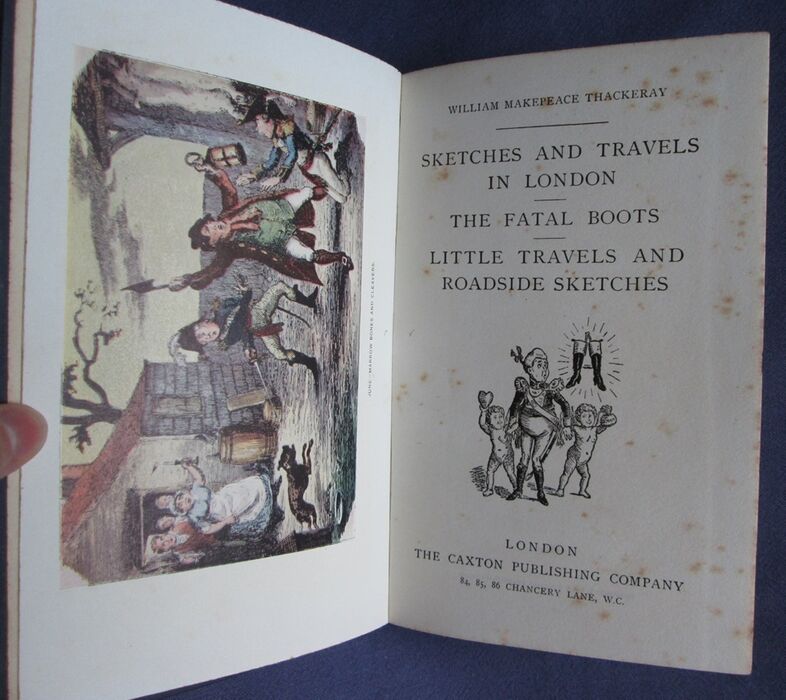 JUNE.—MARROW BONES AND CLEAVERS.
WILLIAM MAKEPEACE THACKERAY
SKETCHES AND TRAVELS
IN LONDON
THE FATAL BOOTS
LITTLE TRAVELS AND
ROADSIDE SKETCHES
LONDON
THE CAXTON PUBLISHING COMPANY
84, 85, 86 CHANCERY LANE, W.C.